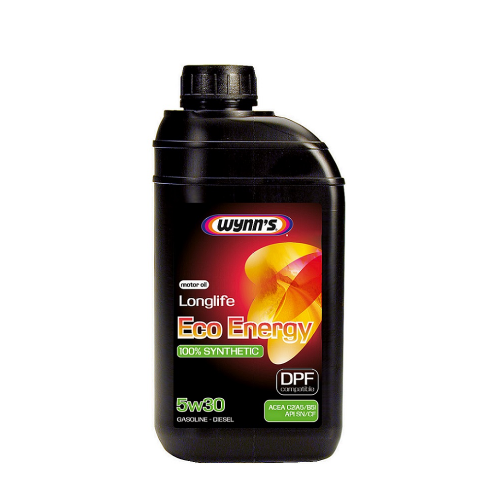 WYNN'S
motor oil
Longlife
Eco Energy
100% SYNTHETIC
DPF
compatible
5w30
GASOLINE - DIESEL
ACEA C2(A5/B5)
API SN/CF